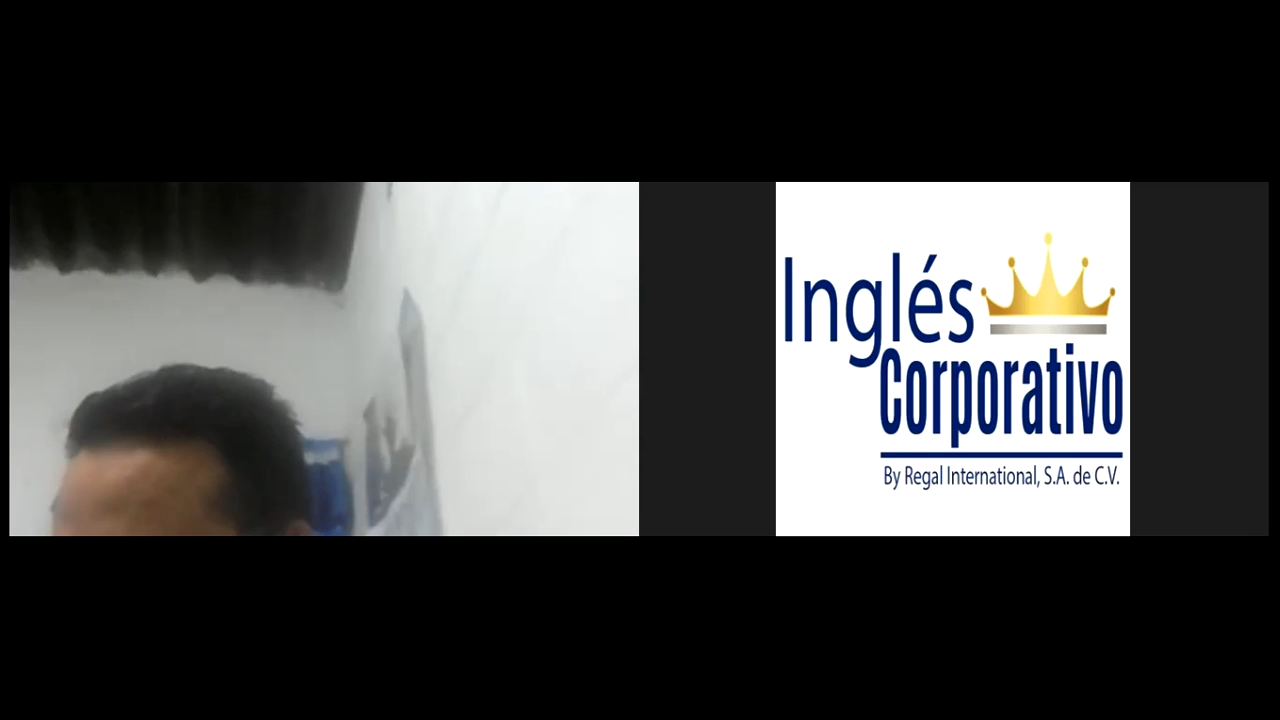 Inglés
Corporativo
By Regal International, S.A. de C.V.